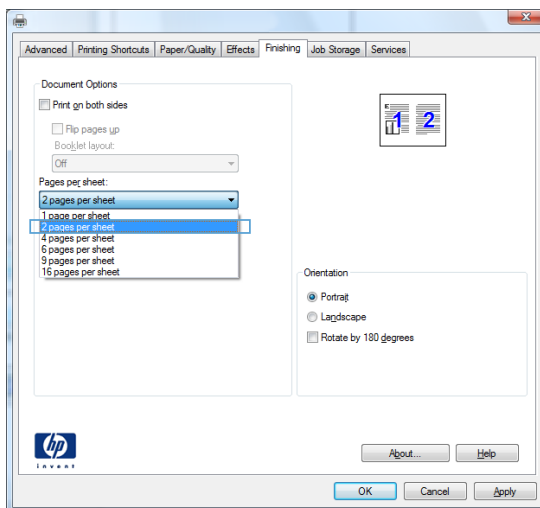 Advanced Printing Shortcuts Paper/Quality Effects Finishing Job Storage Services
Document Options
Print on both sides
Flip pages up
Booklet layout:
Off
Pages per sheet:
2 pages per sheet
1 page per sheet
2 pages per sheet
4 pages per sheet
6 pages per sheet
9 pages per sheet
16 pages per sheet
1 2
Orientation
Portrait
Landscape
Rotate by 180 degrees
hp
invent
About... Help
OK Cancel Apply